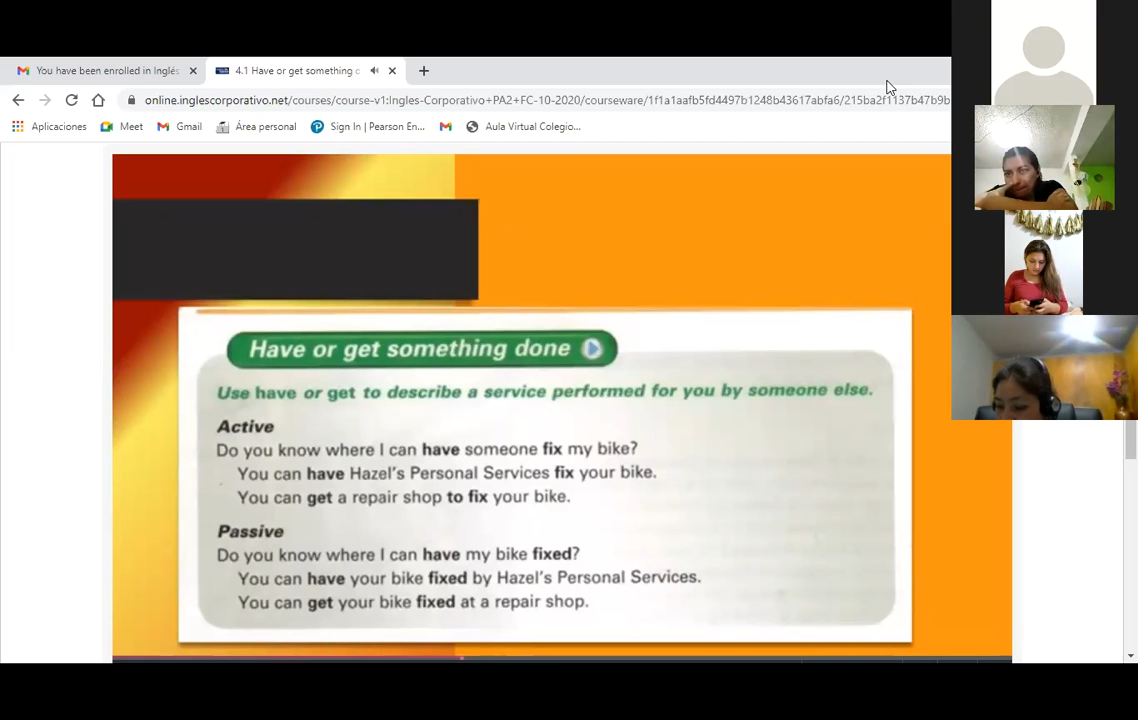 You have been enrolled in Inglés
4.1 Have or get something
online.inglescorporativo.net/courses/course-v1:Ingles-Corporativo+PA2+FC-10-2020/courseware/1f1a1aafb5fd4497b1248b43617abfa6/215ba2f1137b47b9b
Aplicaciones Meet Gmail Área personal Sign In | Pearson En... Aula Virtual Colegio...
Have or get something done
Use have or get to describe a service performed for you by someone else.
Active
Do you know where I can have someone fix my bike?
You can have Hazel's Personal Services fix your bike.
You can get a repair shop to fix your bike.
Passive
Do you know where I can have my bike fixed?
You can have your bike fixed by Hazel's Personal Services.
You can get your bike fixed at a repair shop.